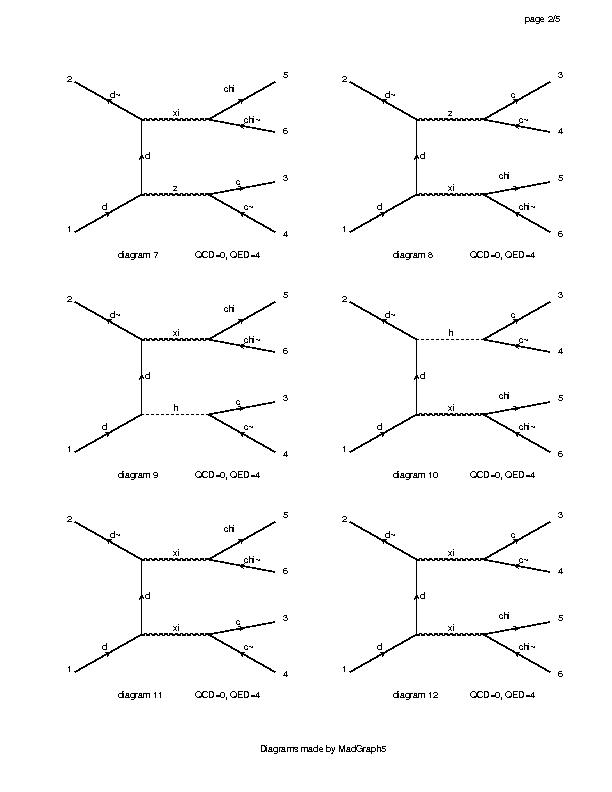 page 2/5
2 d~ xi chi 5
chi~ 6
d
1 d z c 3
c~ 4
diagram 7 QCD=0, QED=4
2 d~ z c 3
c~ 4
d
1 d xi chi 5
chi~ 6
diagram 8 QCD=0, QED=4
2 d~ xi chi 5
chi~ 6
d
1 d h c 3
c~ 4
diagram 9 QCD=0, QED=4
2 d~ h c 3
c~ 4
d
1 d xi chi 5
chi~ 6
diagram 10 QCD=0, QED=4
2 d~ xi chi 5
chi~ 6
d
1 d xi c 3
c~ 4
diagram 11 QCD=0, QED=4
2 d~ xi c 3
c~ 4
d
1 d xi chi 5
chi~ 6
diagram 12 QCD=0, QED=4
Diagrams made by MadGraph5